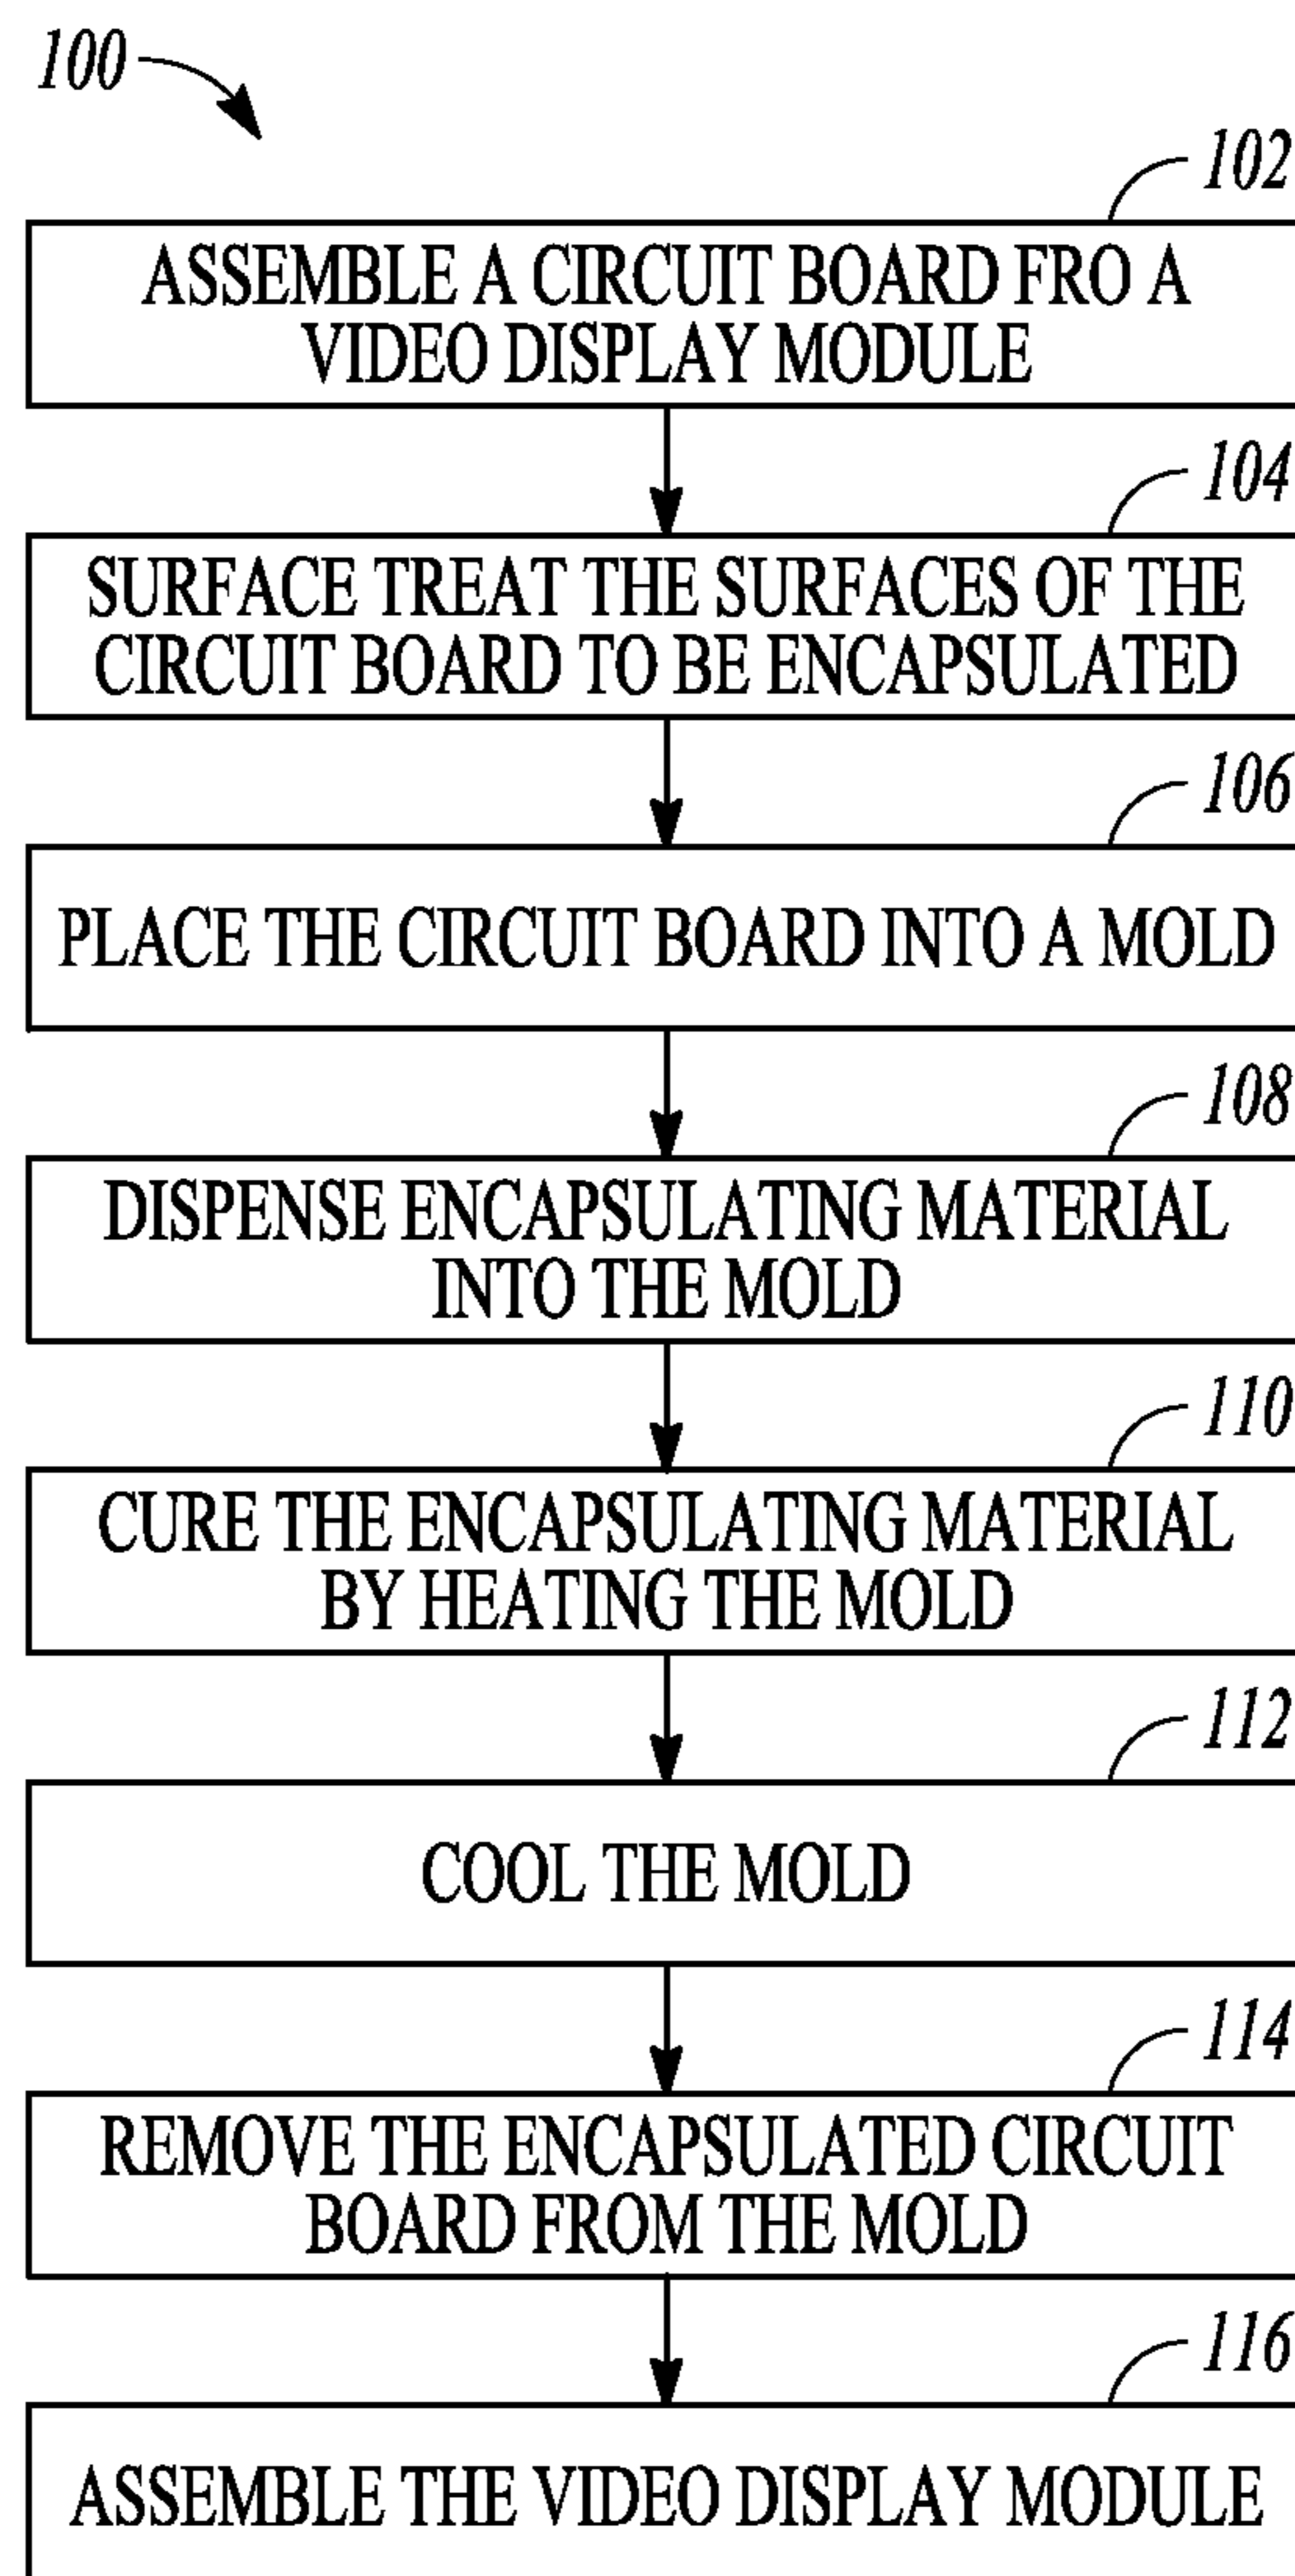 100
102
ASSEMBLE A CIRCUIT BOARD FRO A
VIDEO DISPLAY MODULE
104
SURFACE TREAT THE SURFACES OF THE
CIRCUIT BOARD TO BE ENCAPSULATED
106
PLACE THE CIRCUIT BOARD INTO A MOLD
108
DISPENSE ENCAPSULATING MATERIAL
INTO THE MOLD
110
CURE THE ENCAPSULATING MATERIAL
BY HEATING THE MOLD
112
COOL THE MOLD
114
REMOVE THE ENCAPSULATED CIRCUIT
BOARD FROM THE MOLD
116
ASSEMBLE THE VIDEO DISPLAY MODULE